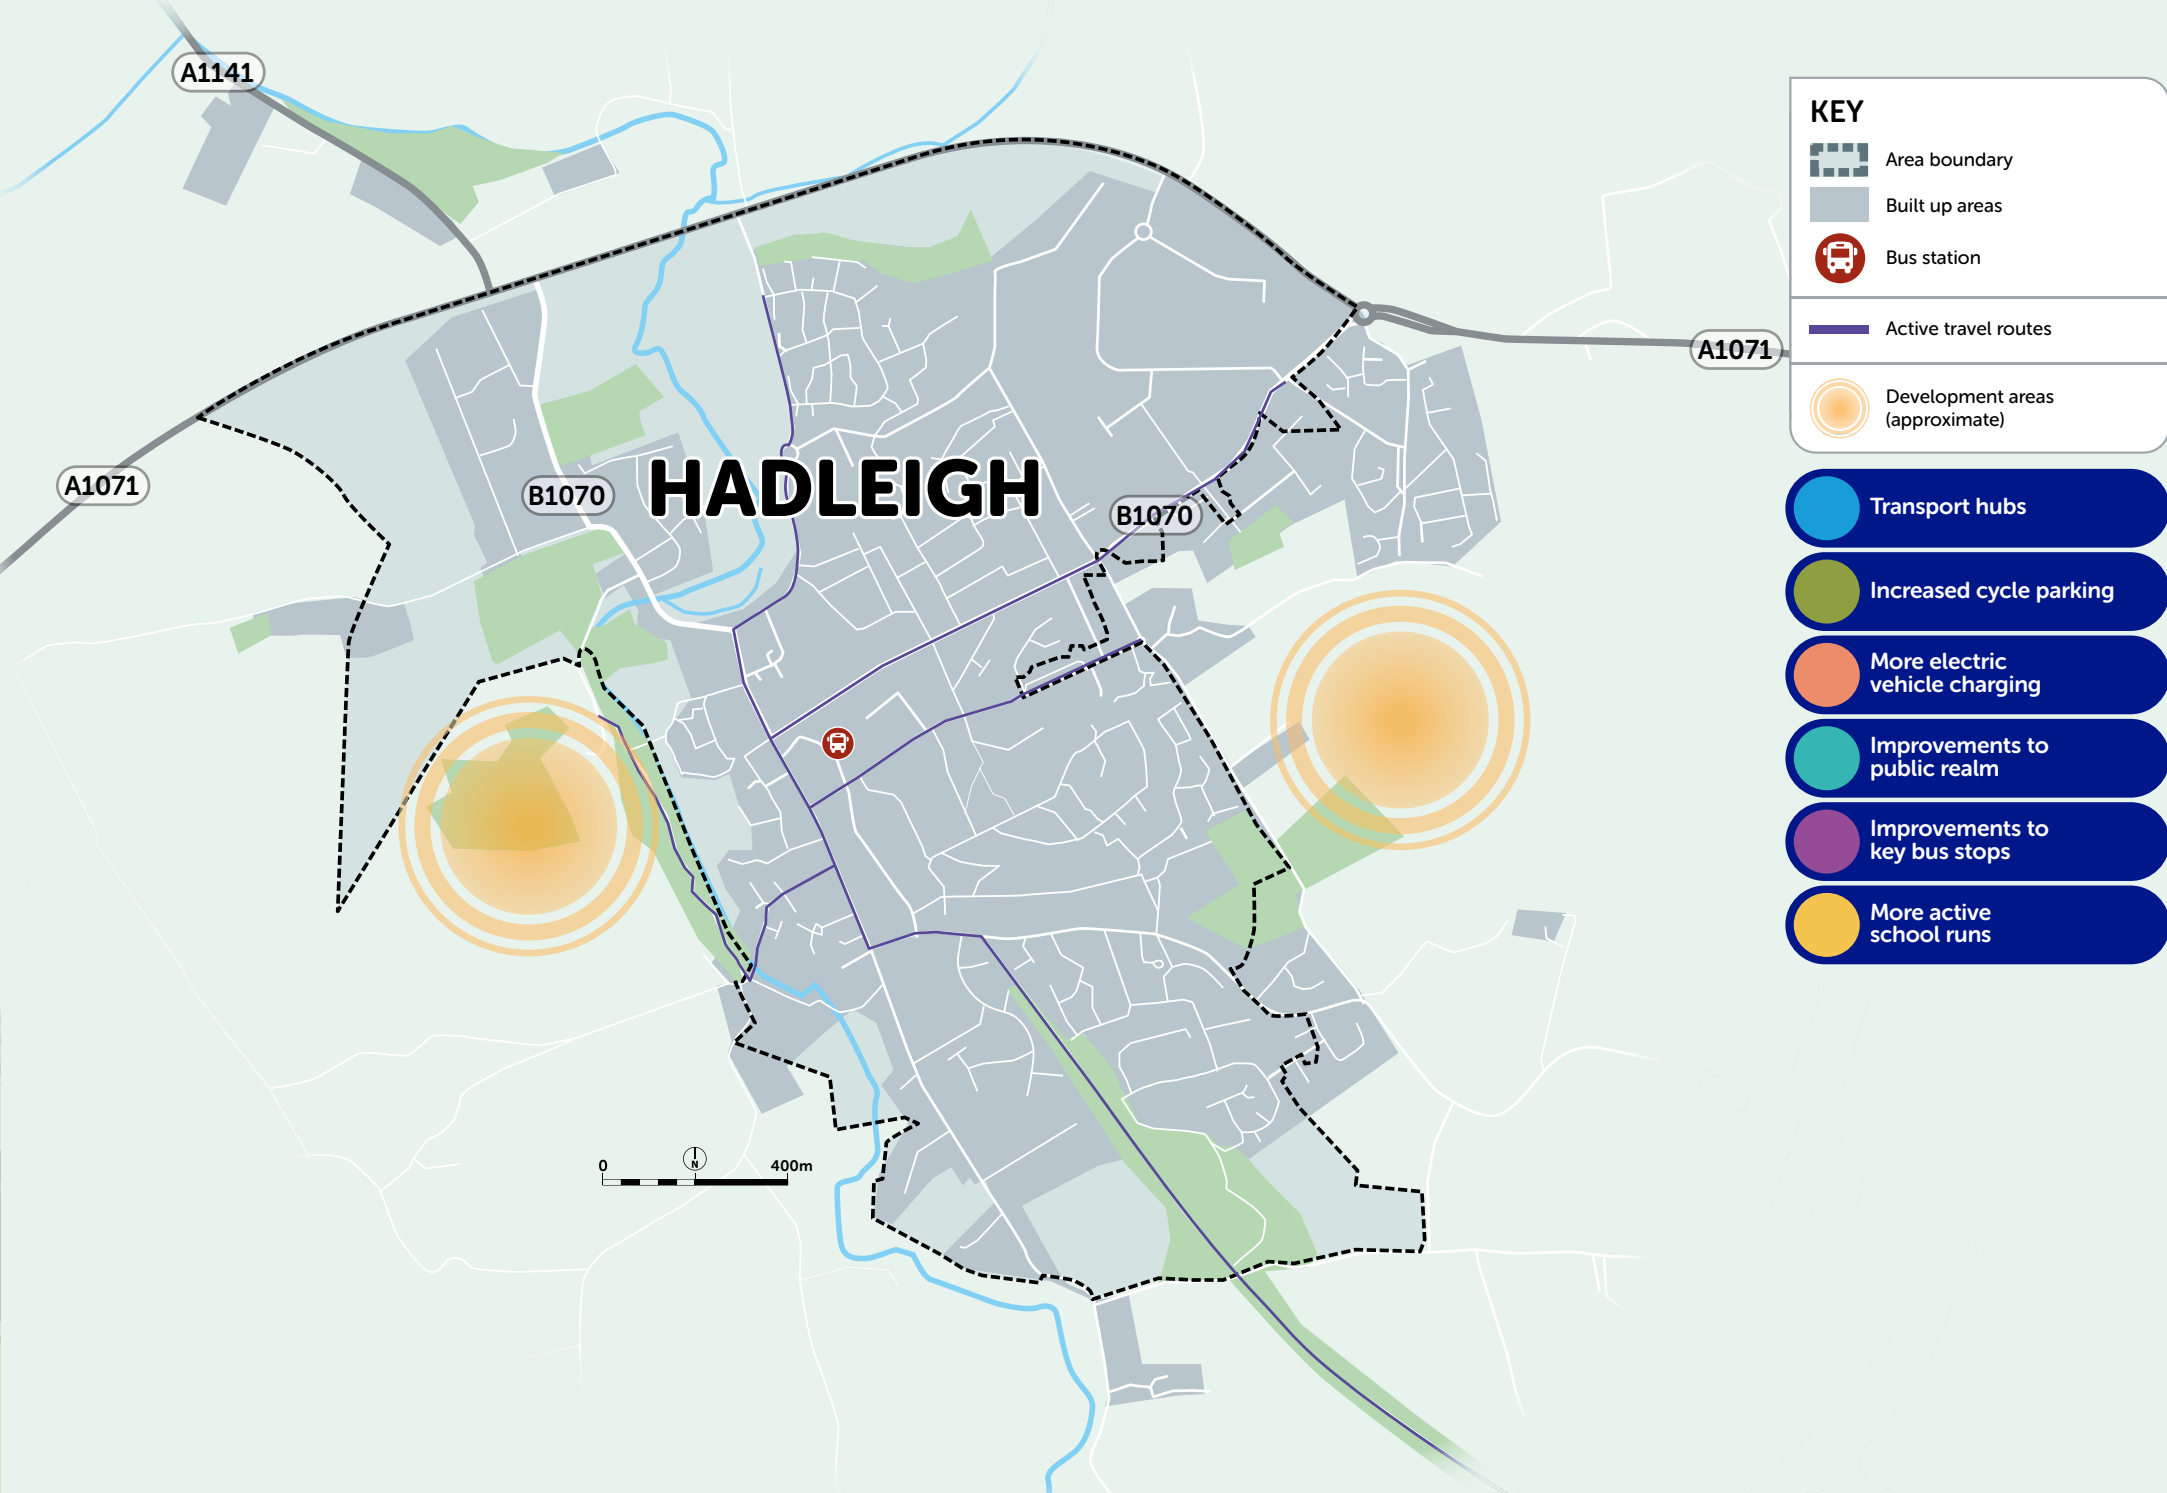 A1141
A1071
B1070
HADLEIGH
B1070
A1071
0
N
400m
KEY
Area boundary
Built up areas
Bus station
Active travel routes
Development areas
(approximate)
Transport hubs
Increased cycle parking
More electric
vehicle charging
Improvements to
public realm
Improvements to
key bus stops
More active
school runs